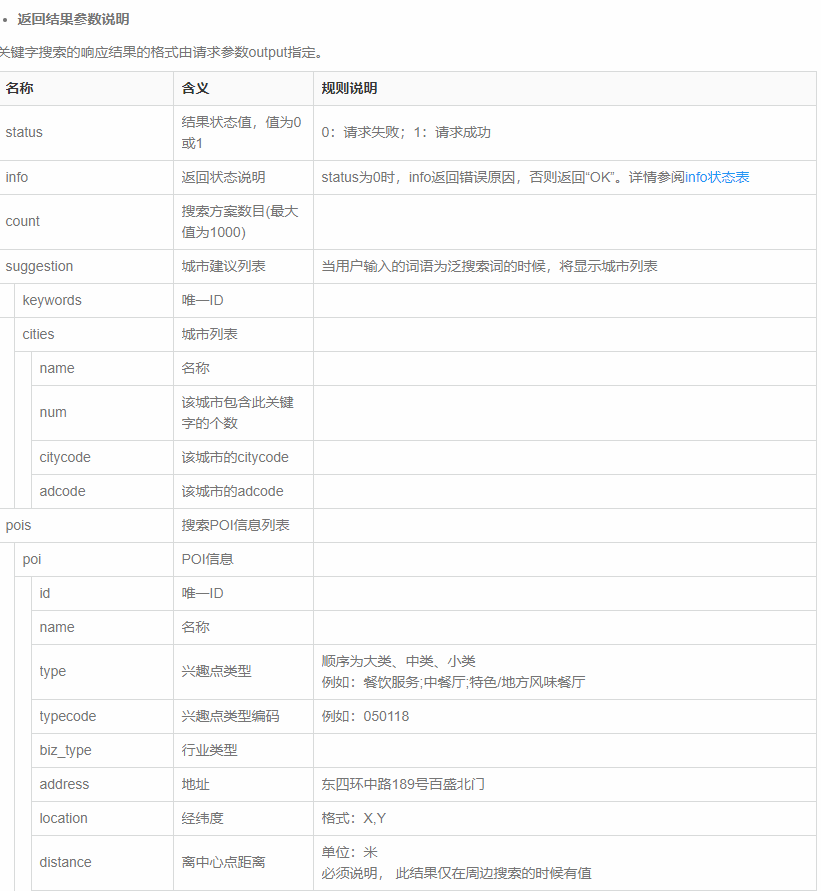 返回结果参数说明
关键字搜索的响应结果的格式由请求参数output指定。
名称 含义 规则说明
status 结果状态值，值为0或1 0：请求失败；1：请求成功
info 返回状态说明 status为0时，info返回错误原因，否则返回“OK”。详情参阅info状态表
count 搜索方案数目(最大值为1000)
suggestion 城市建议列表 当用户输入的词语为泛搜索词的时候，将显示城市列表
keywords 唯一ID
cities 城市列表
name 名称
num 该城市包含此关键字的个数
citycode 该城市的citycode
adcode 该城市的adcode
pois 搜索POI信息列表
poi POI信息
id 唯一ID
name 名称
type 兴趣点类型 顺序为大类、中类、小类
例如：餐饮服务;中餐厅;特色/地方风味餐厅
typecode 兴趣点类型编码 例如：050118
biz_type 行业类型
address 地址 东四环中路189号百盛北门
location 经纬度 格式：X,Y
distance 离中心点距离 单位：米
必须说明， 此结果仅在周边搜索的时候有值